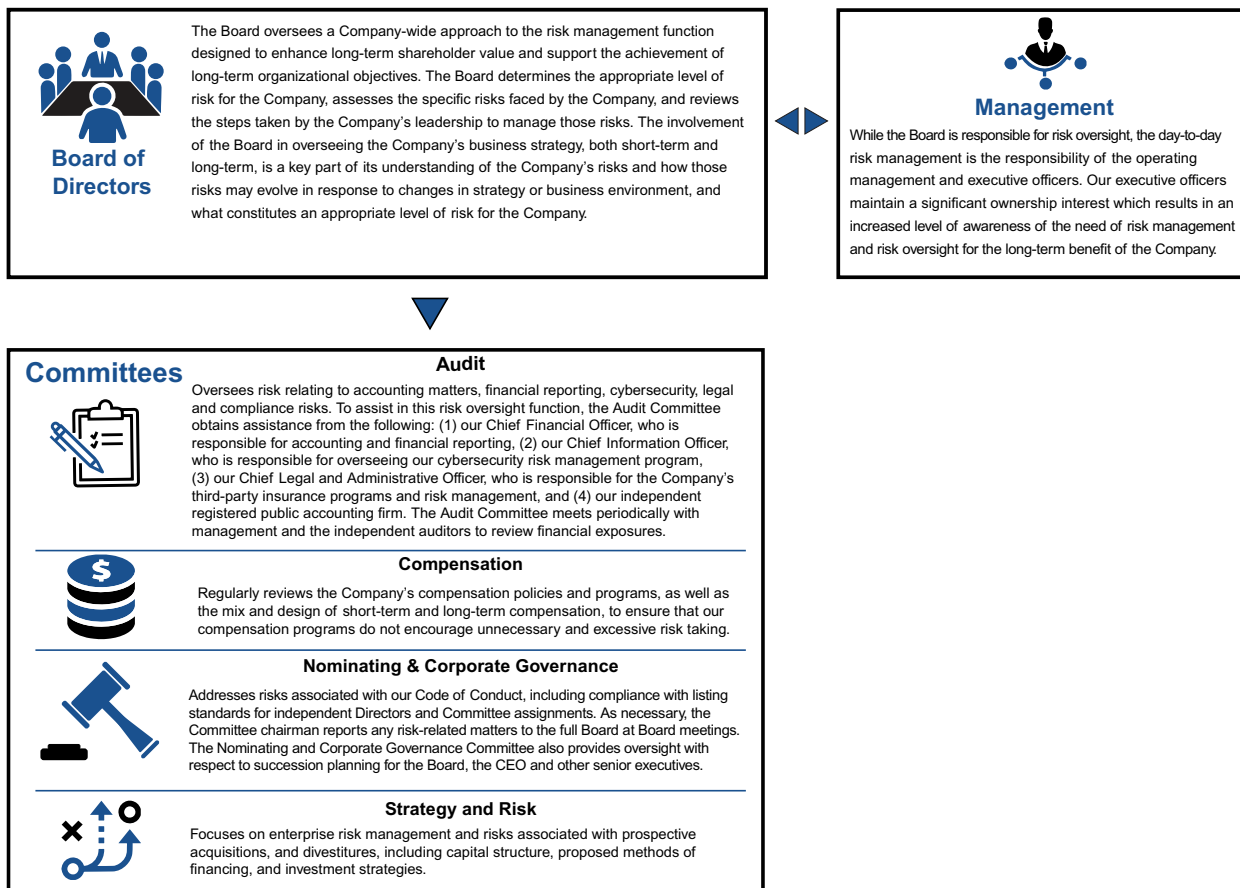 The Board oversees a Company-wide approach to the risk management function
designed to enhance long-term shareholder value and support the achievement of
long-term organizational objectives. The Board determines the appropriate level of
risk for the Company, assesses the specific risks faced by the Company, and reviews
the steps taken by the Company's leadership to manage those risks. The involvement
of the Board in overseeing the Company's business strategy, both short-term and
long-term, is a key part of its understanding of the Company's risks and how those
risks may evolve in response to changes in strategy or business environment, and
what constitutes an appropriate level of risk for the Company.
Board of
Directors
Management
While the Board is responsible for risk oversight, the day-to-day
risk management is the responsibility of the operating
management and executive officers. Our executive officers
maintain a significant ownership interest which results in an
increased level of awareness of the need of risk management
and risk oversight for the long-term benefit of the Company.
Committees
Audit
Oversees risk relating to accounting matters, financial reporting, cybersecurity, legal
and compliance risks. To assist in this risk oversight function, the Audit Committee
obtains assistance from the following: (1) our Chief Financial Officer, who is
responsible for accounting and financial reporting, (2) our Chief Information Officer,
who is responsible for overseeing our cybersecurity risk management program,
(3) our Chief Legal and Administrative Officer, who is responsible for the Company's
third-party insurance programs and risk management, and (4) our independent
registered public accounting firm. The Audit Committee meets periodically with
management and the independent auditors to review financial exposures.
$
Compensation
Regularly reviews the Company's compensation policies and programs, as well as
the mix and design of short-term and long-term compensation, to ensure that our
compensation programs do not encourage unnecessary and excessive risk taking.
Nominating & Corporate Governance
Addresses risks associated with our Code of Conduct, including compliance with listing
standards for independent Directors and Committee assignments. As necessary, the
Committee chairman reports any risk-related matters to the full Board at Board meetings.
The Nominating and Corporate Governance Committee also provides oversight with
respect to succession planning for the Board, the CEO and other senior executives.
Strategy and Risk
Focuses on enterprise risk management and risks associated with prospective
acquisitions, and divestitures, including capital structure, proposed methods of
financing, and investment strategies.